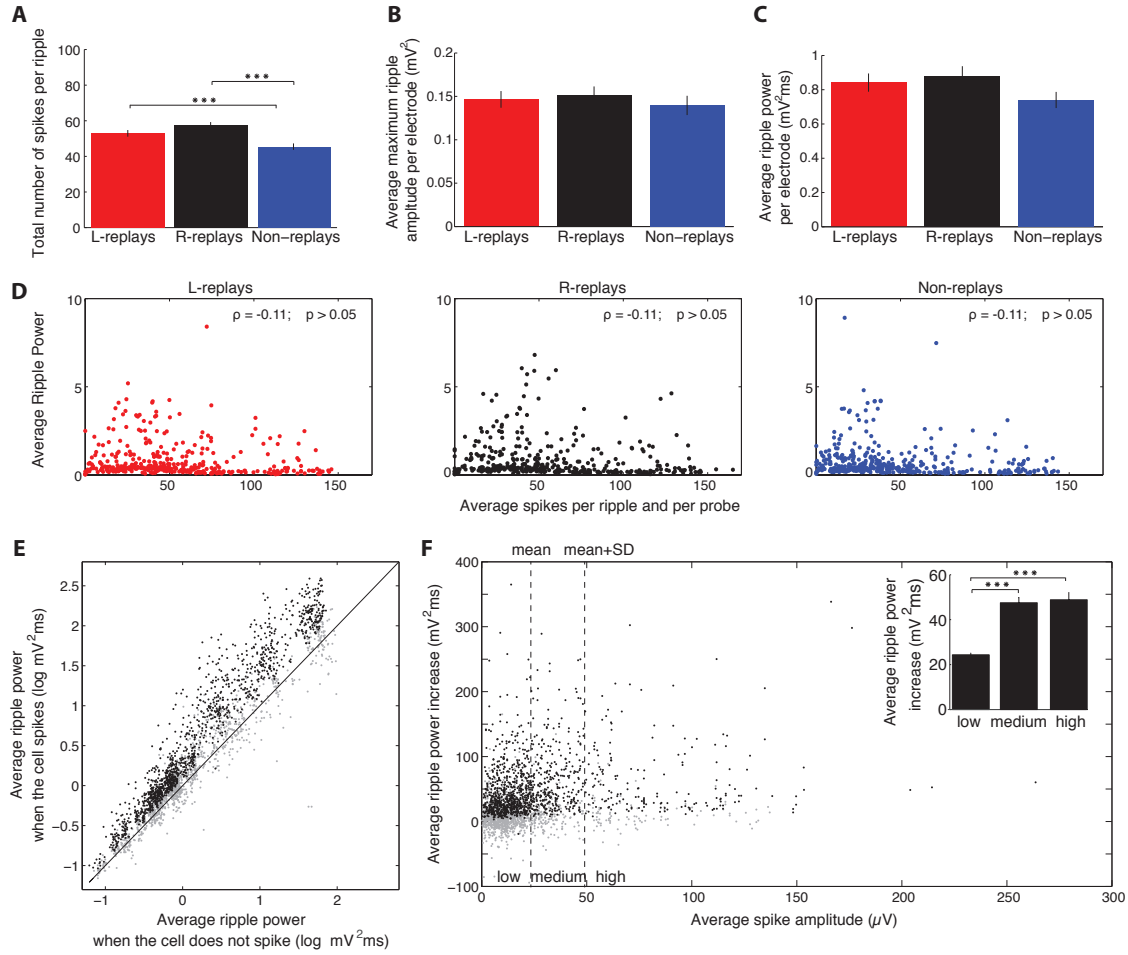 A
Total number of spikes per ripple
100
80
60
40
20
0
***
***
L-replays R-replays Non-replays
B
Average maximum ripple
amplitude per electrode (mV²)
0.2
0.15
0.1
0.05
0
L-replays R-replays Non-replays
C
Average ripple power
per electrode (mV²ms)
1
0.8
0.6
0.4
0.2
0
L-replays R-replays Non-replays
D
L-replays
Average Ripple Power
10
5
0
50 100 150
ρ = -0.11; p > 0.05
R-replays
10
5
0
50 100 150
ρ = -0.11; p > 0.05
Average spikes per ripple and per probe
Non-replays
10
5
0
50 100 150
ρ = -0.11; p > 0.05
E
Average ripple power
when the cell spikes (log mV²ms)
2.5
2
1.5
1
0.5
0
−0.5
−1
−1 0 1 2
Average ripple power
when the cell does not spike (log mV²ms)
F
mean mean+SD
Average ripple power increase (mV²ms)
400
300
200
100
0
−100
low medium high
0 50 100 150 200 250 300
Average spike amplitude (µV)
Average ripple power
increase (mV²ms)
60
40
20
0
***
***
low medium high